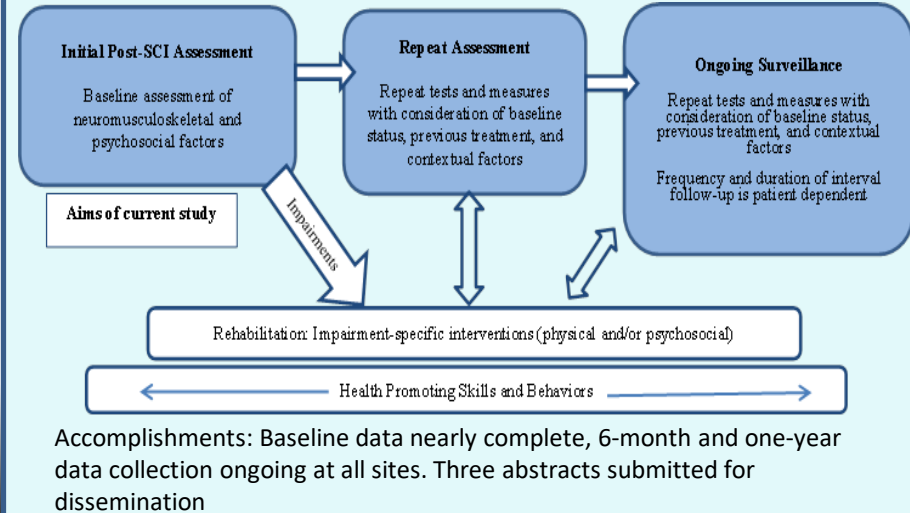 Initial Post-SCI Assessment
Baseline assessment of
neuromusculoskeletal and
psychosocial factors
Repeat Assessment
Repeat tests and measures
with consideration of baseline
status, previous treatment, and
contextual factors
Ongoing Surveillance
Repeat tests and measures with
consideration of baseline status,
previous treatment, and contextual
factors
Frequency and duration of interval
follow-up is patient dependent
Aims of current study
Impairments
Rehabilitation: Impairment-specific interventions (physical and/or psychosocial)
Health Promoting Skills and Behaviors
Accomplishments: Baseline data nearly complete, 6-month and one-year
data collection ongoing at all sites. Three abstracts submitted for
dissemination